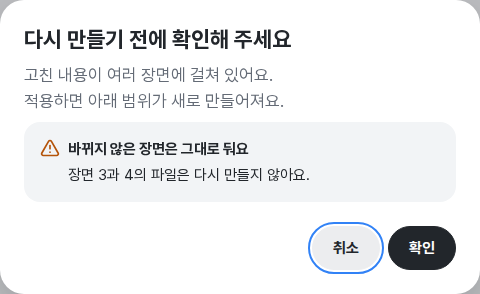 다시 만들기 전에 확인해 주세요
고친 내용이 여러 장면에 걸쳐 있어요.
적용하면 아래 범위가 새로 만들어져요.
바뀌지 않은 장면은 그대로 둬요
장면 3과 4의 파일은 다시 만들지 않아요.
취소
확인